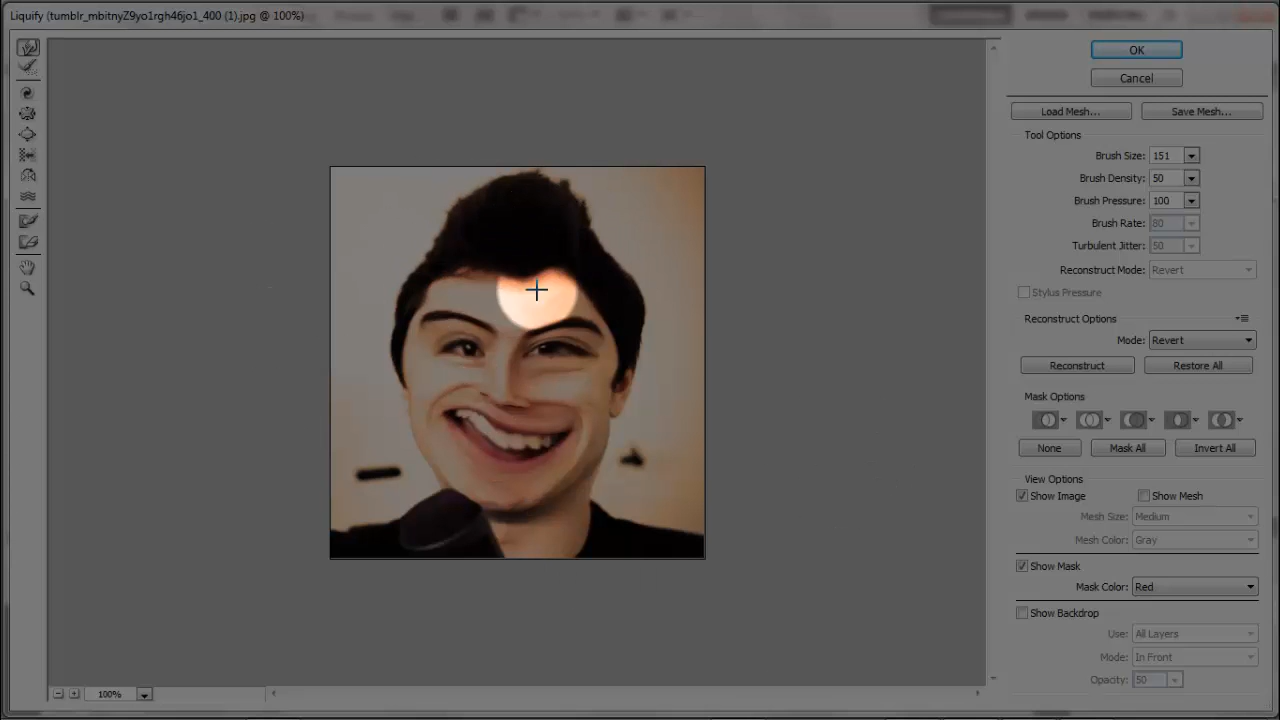 Liquify (tumblr_mbitnyZ9yo1rgh46jo1_400 (1).jpg @ 100%)
OK
Cancel
Load Mesh... Save Mesh...
Tool Options
Brush Size: 151
Brush Density: 50
Brush Pressure: 100
Brush Rate: 80
Turbulent Jitter: 50
Reconstruct Mode: Revert
Stylus Pressure
Reconstruct Options
Mode: Revert
Reconstruct Restore All
Mask Options
None Mask All Invert All
View Options
Show Image Show Mesh
Mesh Size: Medium
Mesh Color: Gray
Show Mask
Mask Color: Red
Show Backdrop
Use: All Layers
Mode: In Front
Opacity: 50
100%